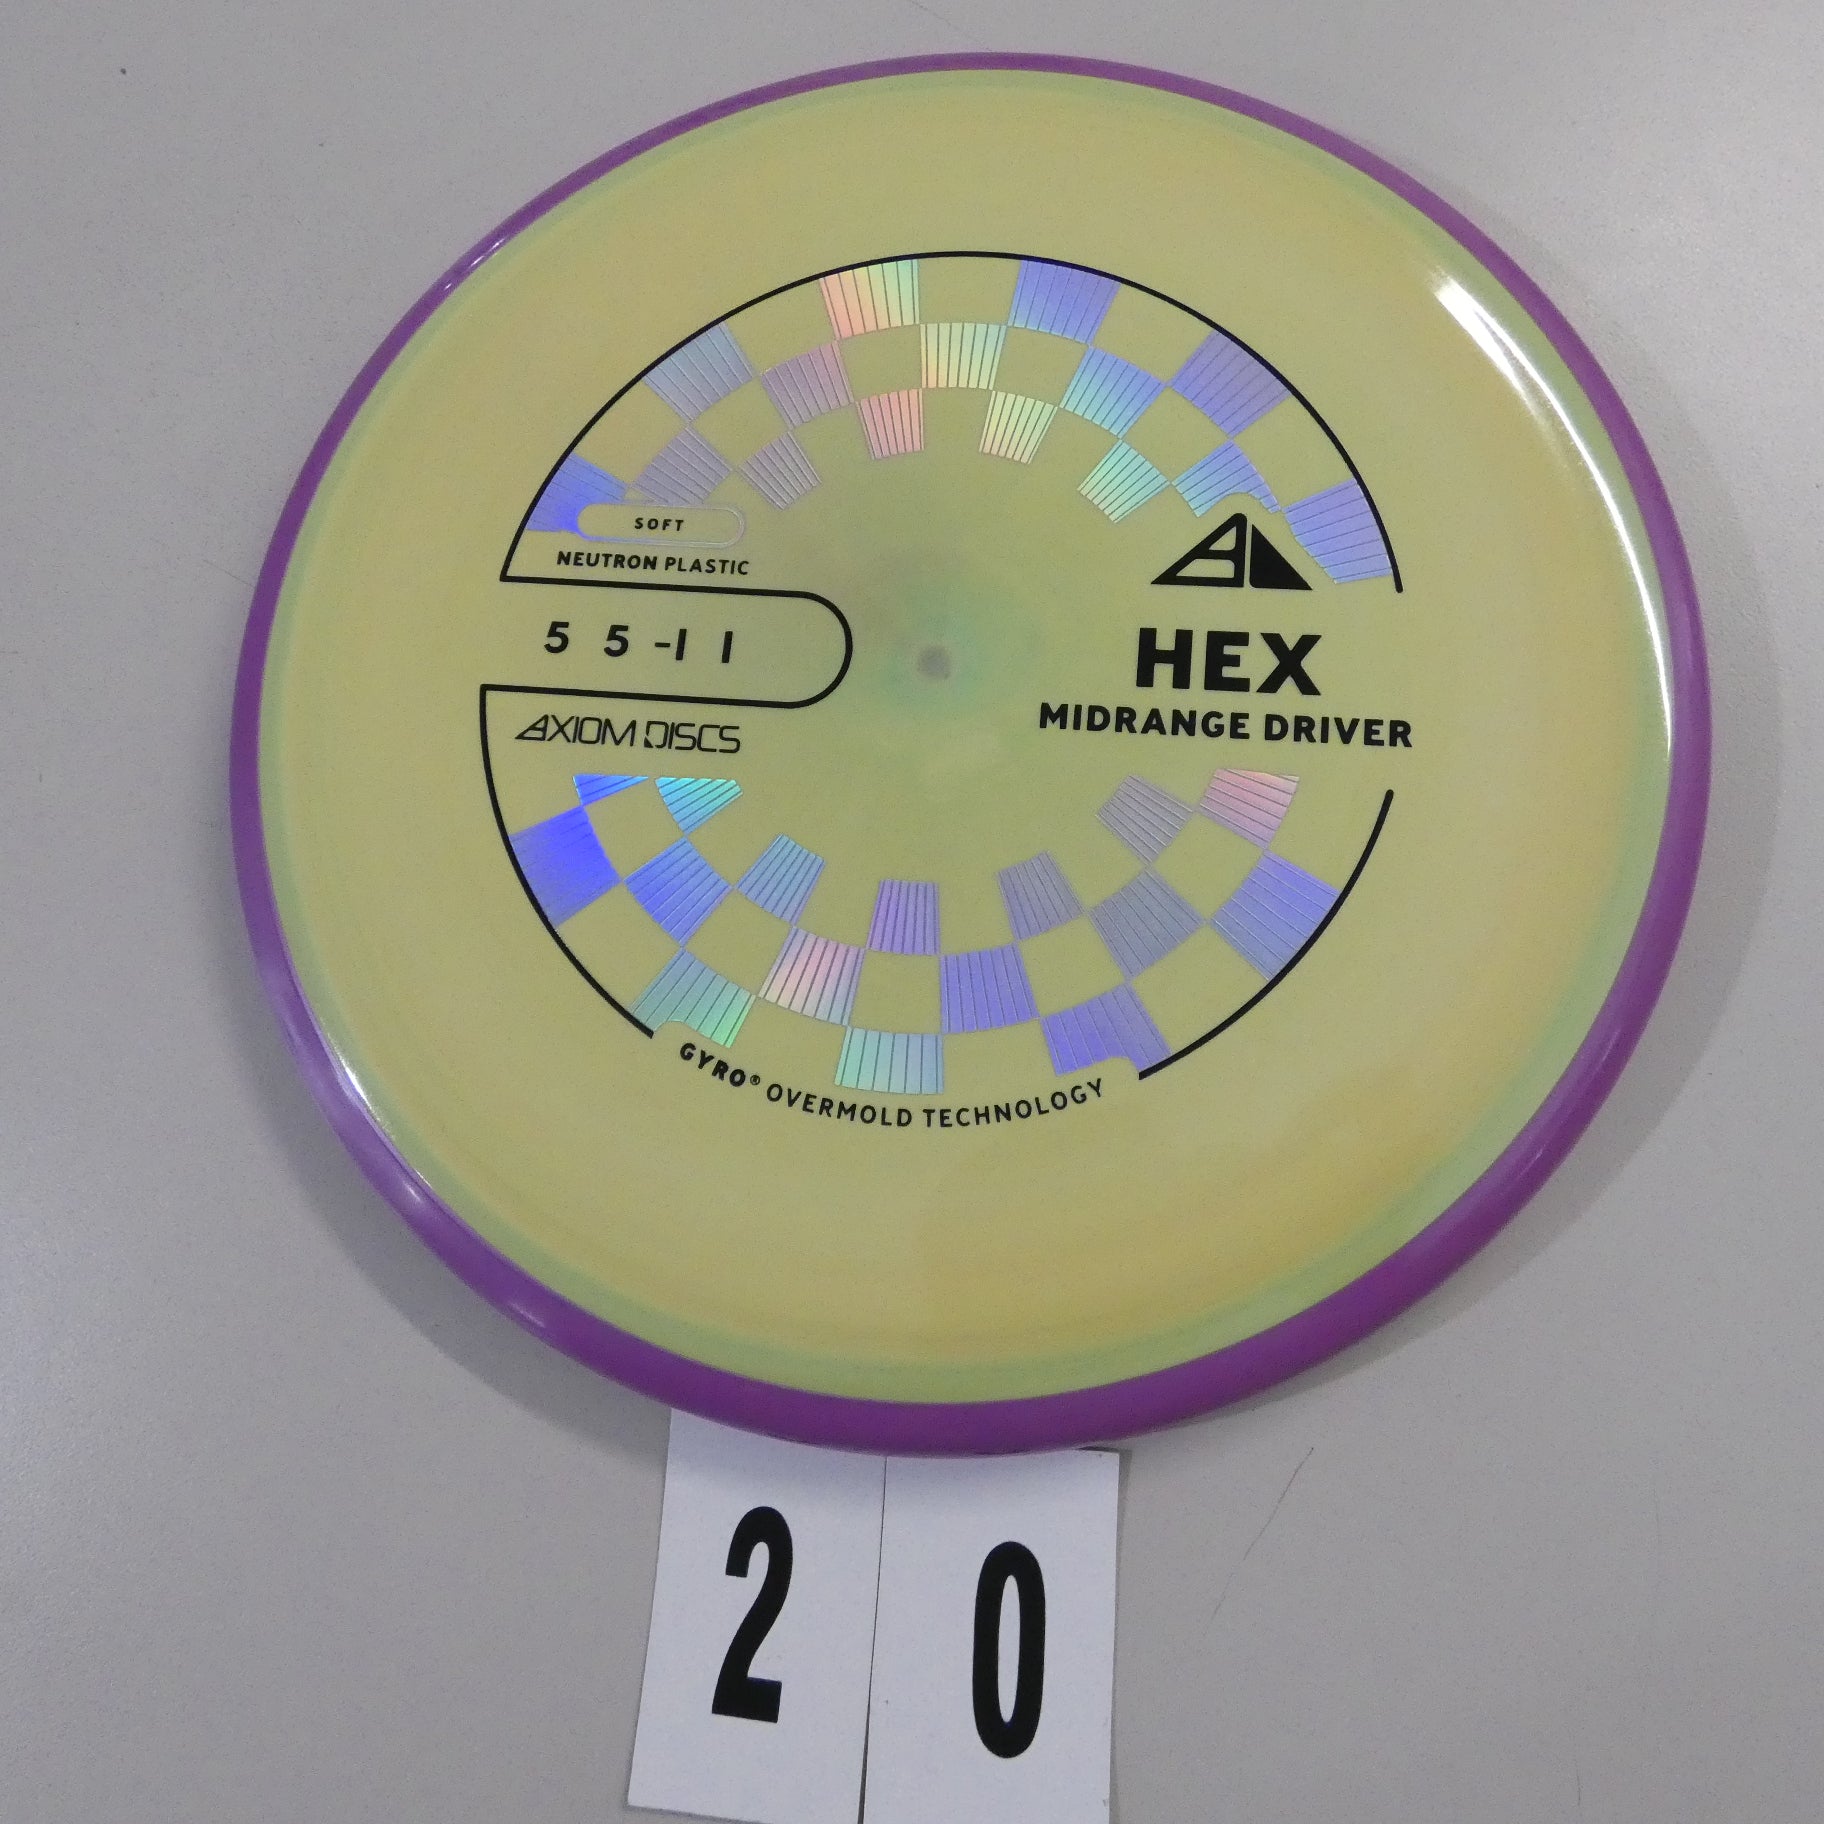 SOFT
NEUTRON PLASTIC
5 5 -1 1
AXIOM DISCS
HEX
MIDRANGE DRIVER
GYRO® OVERMOLD TECHNOLOGY
2 0